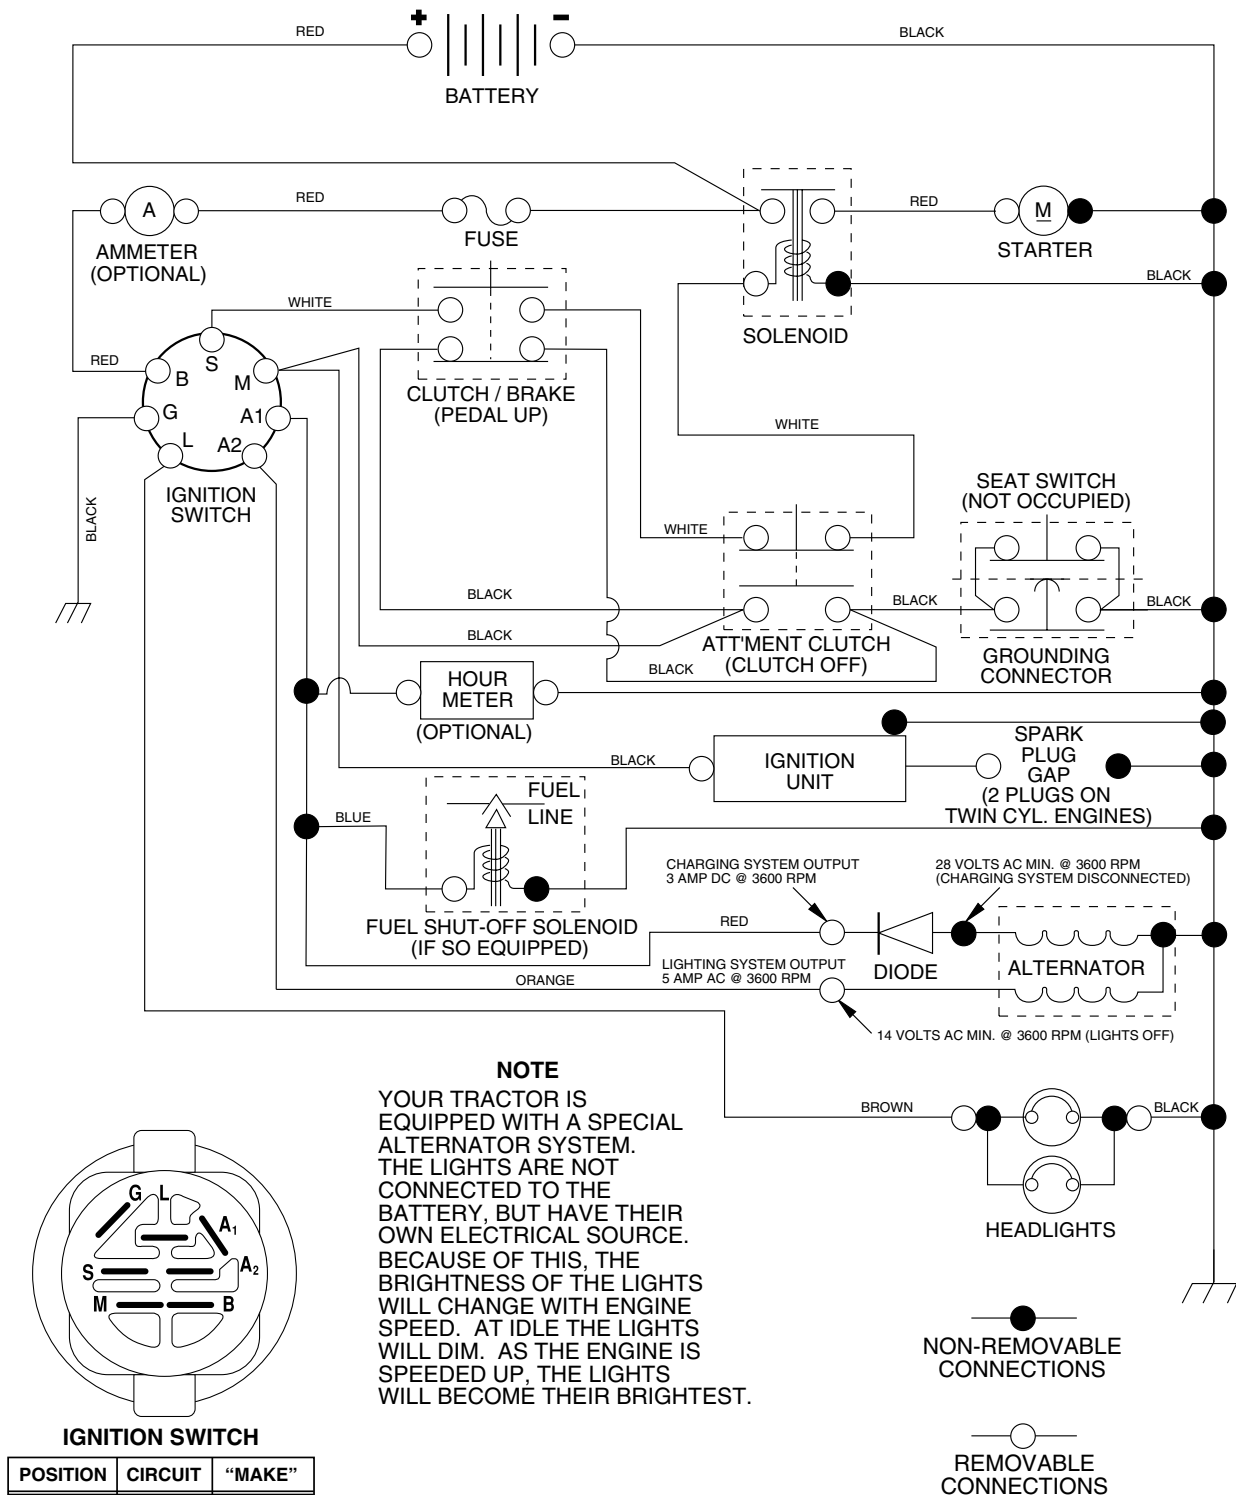 + −
RED
BLACK
BATTERY
A
RED
FUSE
RED
M
STARTER
AMMETER
(OPTIONAL)
BLACK
SOLENOID
WHITE
RED
S
B
M
G
A1
L
A2
CLUTCH / BRAKE
(PEDAL UP)
WHITE
IGNITION
SWITCH
BLACK
SEAT SWITCH
(NOT OCCUPIED)
WHITE
BLACK
BLACK
BLACK
BLACK
ATT'MENT CLUTCH
(CLUTCH OFF)
GROUNDING
CONNECTOR
BLACK
HOUR
METER
(OPTIONAL)
BLACK
IGNITION
UNIT
SPARK
PLUG
GAP
(2 PLUGS ON
TWIN CYL. ENGINES)
FUEL
LINE
BLUE
CHARGING SYSTEM OUTPUT
3 AMP DC @ 3600 RPM
28 VOLTS AC MIN. @ 3600 RPM
(CHARGING SYSTEM DISCONNECTED)
FUEL SHUT-OFF SOLENOID
(IF SO EQUIPPED)
RED
DIODE
ALTERNATOR
LIGHTING SYSTEM OUTPUT
5 AMP AC @ 3600 RPM
ORANGE
14 VOLTS AC MIN. @ 3600 RPM (LIGHTS OFF)
NOTE
YOUR TRACTOR IS
EQUIPPED WITH A SPECIAL
ALTERNATOR SYSTEM.
THE LIGHTS ARE NOT
CONNECTED TO THE
BATTERY, BUT HAVE THEIR
OWN ELECTRICAL SOURCE.
BECAUSE OF THIS, THE
BRIGHTNESS OF THE LIGHTS
WILL CHANGE WITH ENGINE
SPEED. AT IDLE THE LIGHTS
WILL DIM. AS THE ENGINE IS
SPEEDED UP, THE LIGHTS
WILL BECOME THEIR BRIGHTEST.
BROWN
BLACK
HEADLIGHTS
G L
A1
S
A2
M
B
IGNITION SWITCH
POSITION CIRCUIT “MAKE”
NON-REMOVABLE
CONNECTIONS
REMOVABLE
CONNECTIONS